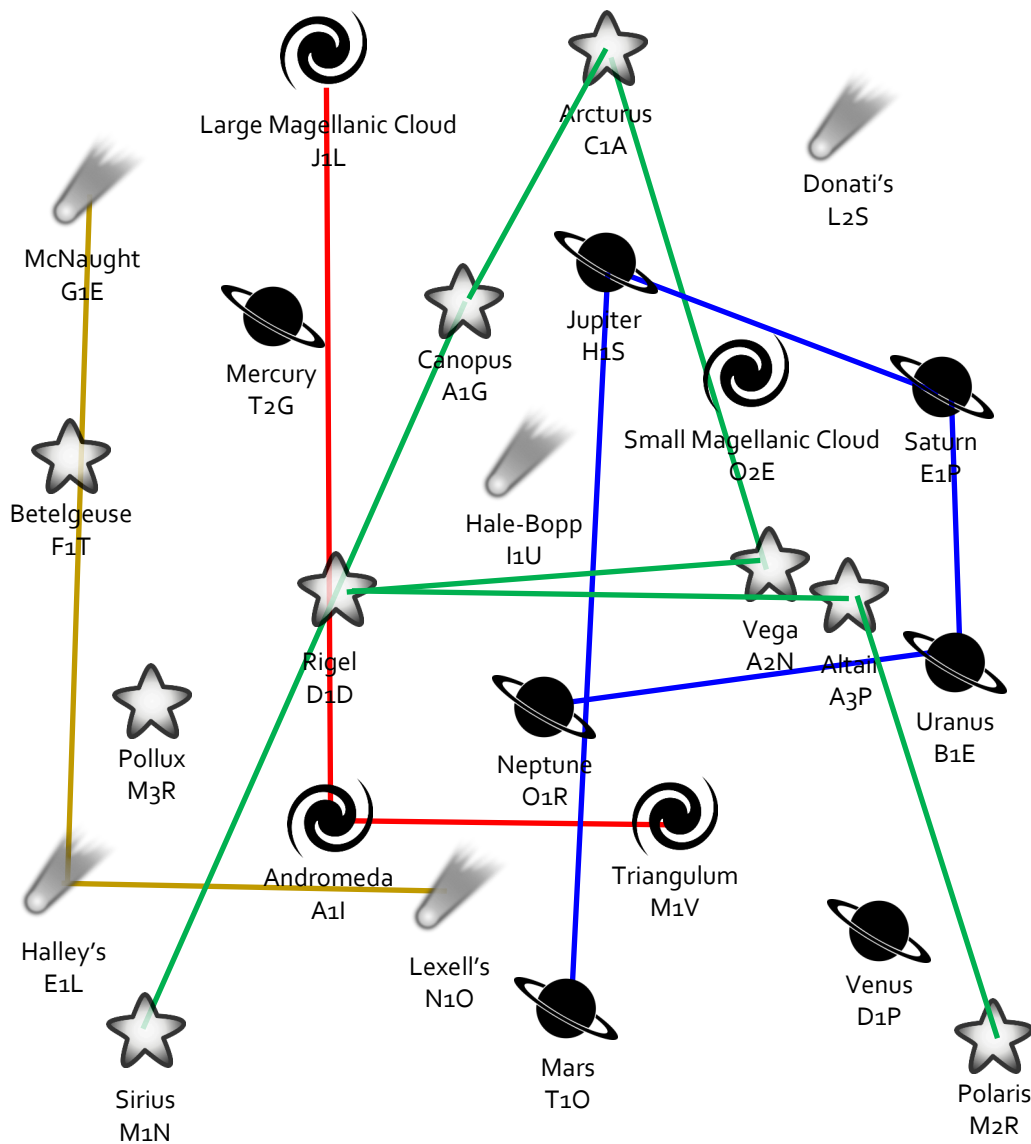 Large Magellanic Cloud
J1L
Arcturus
C1A
Donati's
L2S
McNaught
G1E
Mercury
T2G
Canopus
A1G
Jupiter
H1S
Small Magellanic Cloud
O2E
Saturn
E1P
Betelgeuse
F1T
Hale-Bopp
I1U
Rigel
D1D
Vega
A2N
Altair
A3P
Uranus
B1E
Pollux
M3R
Neptune
O1R
Andromeda
A1I
Triangulum
M1V
Halley's
E1L
Lexell's
N1O
Venus
D1P
Mars
T1O
Sirius
M1N
Polaris
M2R